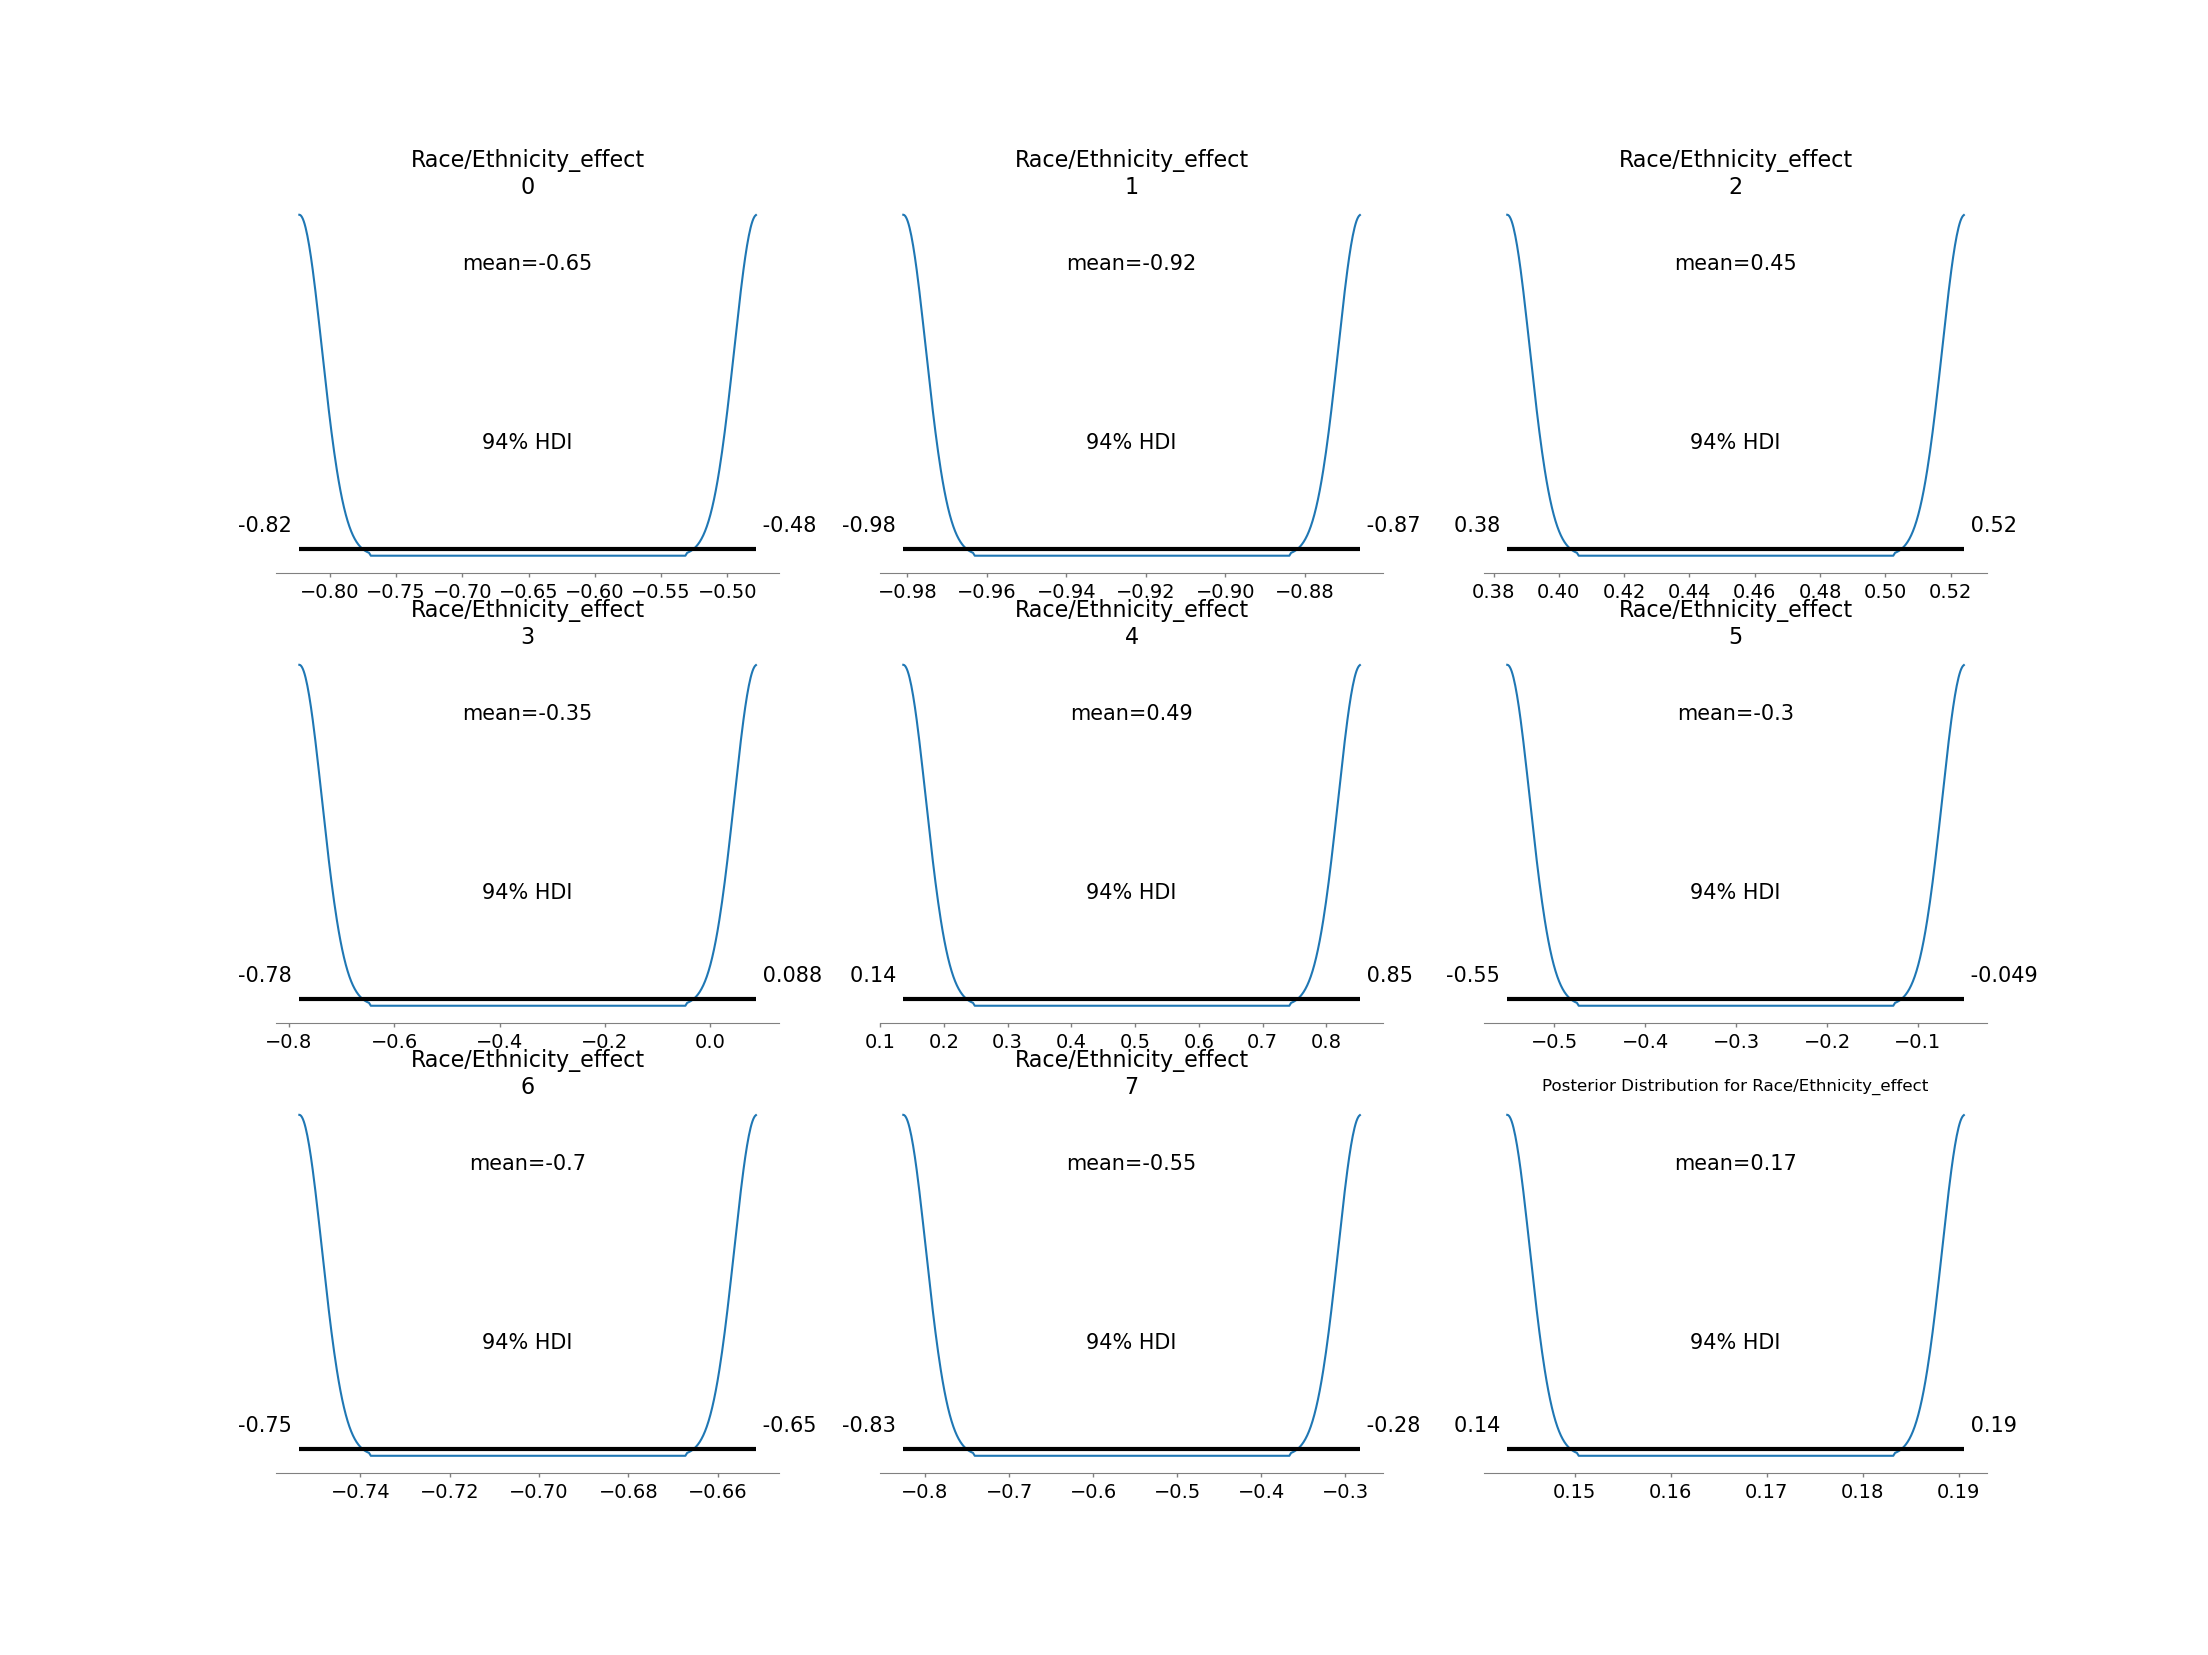 Race/Ethnicity_effect
0
mean=-0.65
94% HDI
-0.82
-0.48
−0.80 −0.75 −0.70 −0.65 −0.60 −0.55 −0.50
Race/Ethnicity_effect
1
mean=-0.92
94% HDI
-0.98
-0.87
−0.98 −0.96 −0.94 −0.92 −0.90 −0.88
Race/Ethnicity_effect
2
mean=0.45
94% HDI
0.38
0.52
0.38 0.40 0.42 0.44 0.46 0.48 0.50 0.52
Race/Ethnicity_effect
3
mean=-0.35
94% HDI
-0.78
0.088
−0.8 −0.6 −0.4 −0.2 0.0
Race/Ethnicity_effect
4
mean=0.49
94% HDI
0.14
0.85
0.1 0.2 0.3 0.4 0.5 0.6 0.7 0.8
Race/Ethnicity_effect
5
mean=-0.3
94% HDI
-0.55
-0.049
−0.5 −0.4 −0.3 −0.2 −0.1
Race/Ethnicity_effect
6
mean=-0.7
94% HDI
-0.75
-0.65
−0.74 −0.72 −0.70 −0.68 −0.66
Race/Ethnicity_effect
7
mean=-0.55
94% HDI
-0.83
-0.28
−0.8 −0.7 −0.6 −0.5 −0.4 −0.3
Posterior Distribution for Race/Ethnicity_effect
mean=0.17
94% HDI
0.14
0.19
0.15 0.16 0.17 0.18 0.19